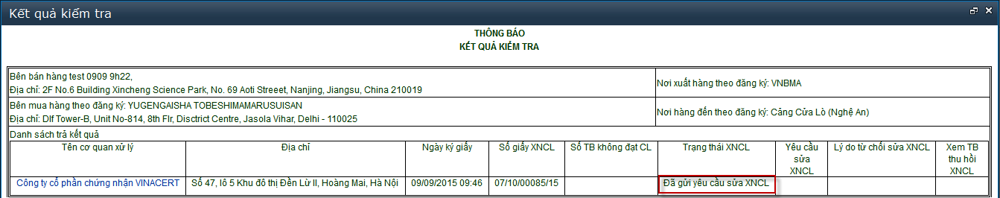 Kết quả kiểm tra
THÔNG BÁO
KẾT QUẢ KIỂM TRA
Bên bán hàng test 0909 9h22,
Địa chỉ: 2F No.6 Building Xincheng Science Park, No. 69 Aoti Streeet, Nanjing, Jiangsu, China 210019
Nơi xuất hàng theo đăng ký: VNBMA
Bên mua hàng theo đăng ký: YUGENGAISHA TOBESHIMAMARUSUISAN
Địa chỉ: Dlf Tower-B, Unit No-814, 8th Flr, Disctrict Centre, Jasola Vihar, Delhi - 110025
Nơi hàng đến theo đăng ký: Cảng Cửa Lò (Nghệ An)
Danh sách trả kết quả
Tên cơ quan xử lý Địa chỉ Ngày ký giấy Số giấy XNCL Số TB không đạt CL Trạng thái XNCL Yêu cầu Lý do từ chối sửa XNCL Xem TB
sửa thu hồi
XNCL XNCL
Công ty cổ phần chứng nhận VINACERT Số 47, lô 5 Khu đô thị Đền Lừ II, Hoàng Mai, Hà Nội 09/09/2015 09:46 07/10/00085/15 Đã gửi yêu cầu sửa XNCL